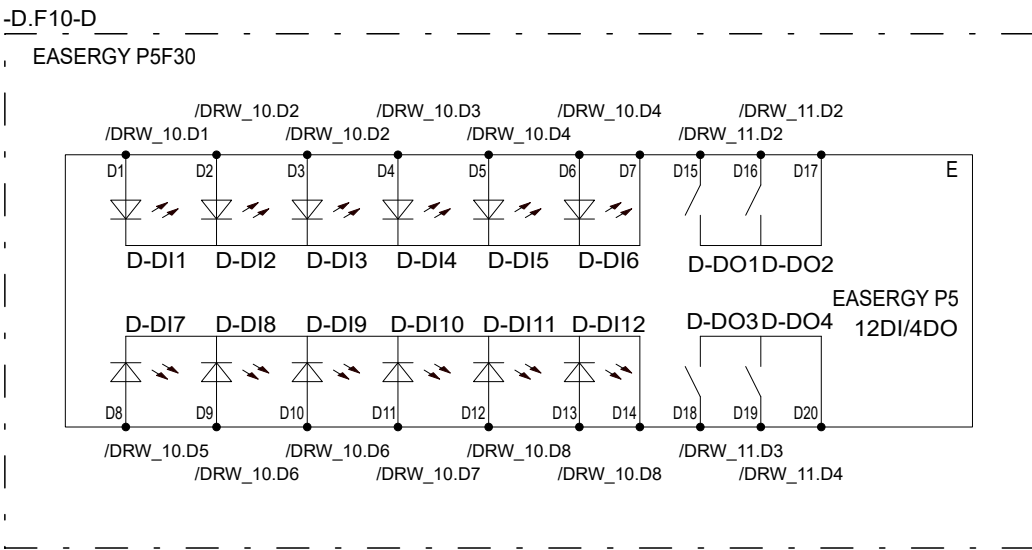 -D.F10-D
EASERGY P5F30
/DRW_10.D2 /DRW_10.D3 /DRW_10.D4 /DRW_11.D2
/DRW_10.D1 /DRW_10.D2 /DRW_10.D4 /DRW_11.D2
D1 D2 D3 D4 D5 D6 D7 D15 D16 D17 E
D-DI1 D-DI2 D-DI3 D-DI4 D-DI5 D-DI6 D-DO1 D-DO2
EASERGY P5
12DI/4DO
D-DI7 D-DI8 D-DI9 D-DI10 D-DI11 D-DI12 D-DO3 D-DO4
D8 D9 D10 D11 D12 D13 D14 D18 D19 D20
/DRW_10.D5 /DRW_10.D6 /DRW_10.D8 /DRW_11.D3
/DRW_10.D6 /DRW_10.D7 /DRW_10.D8 /DRW_11.D4